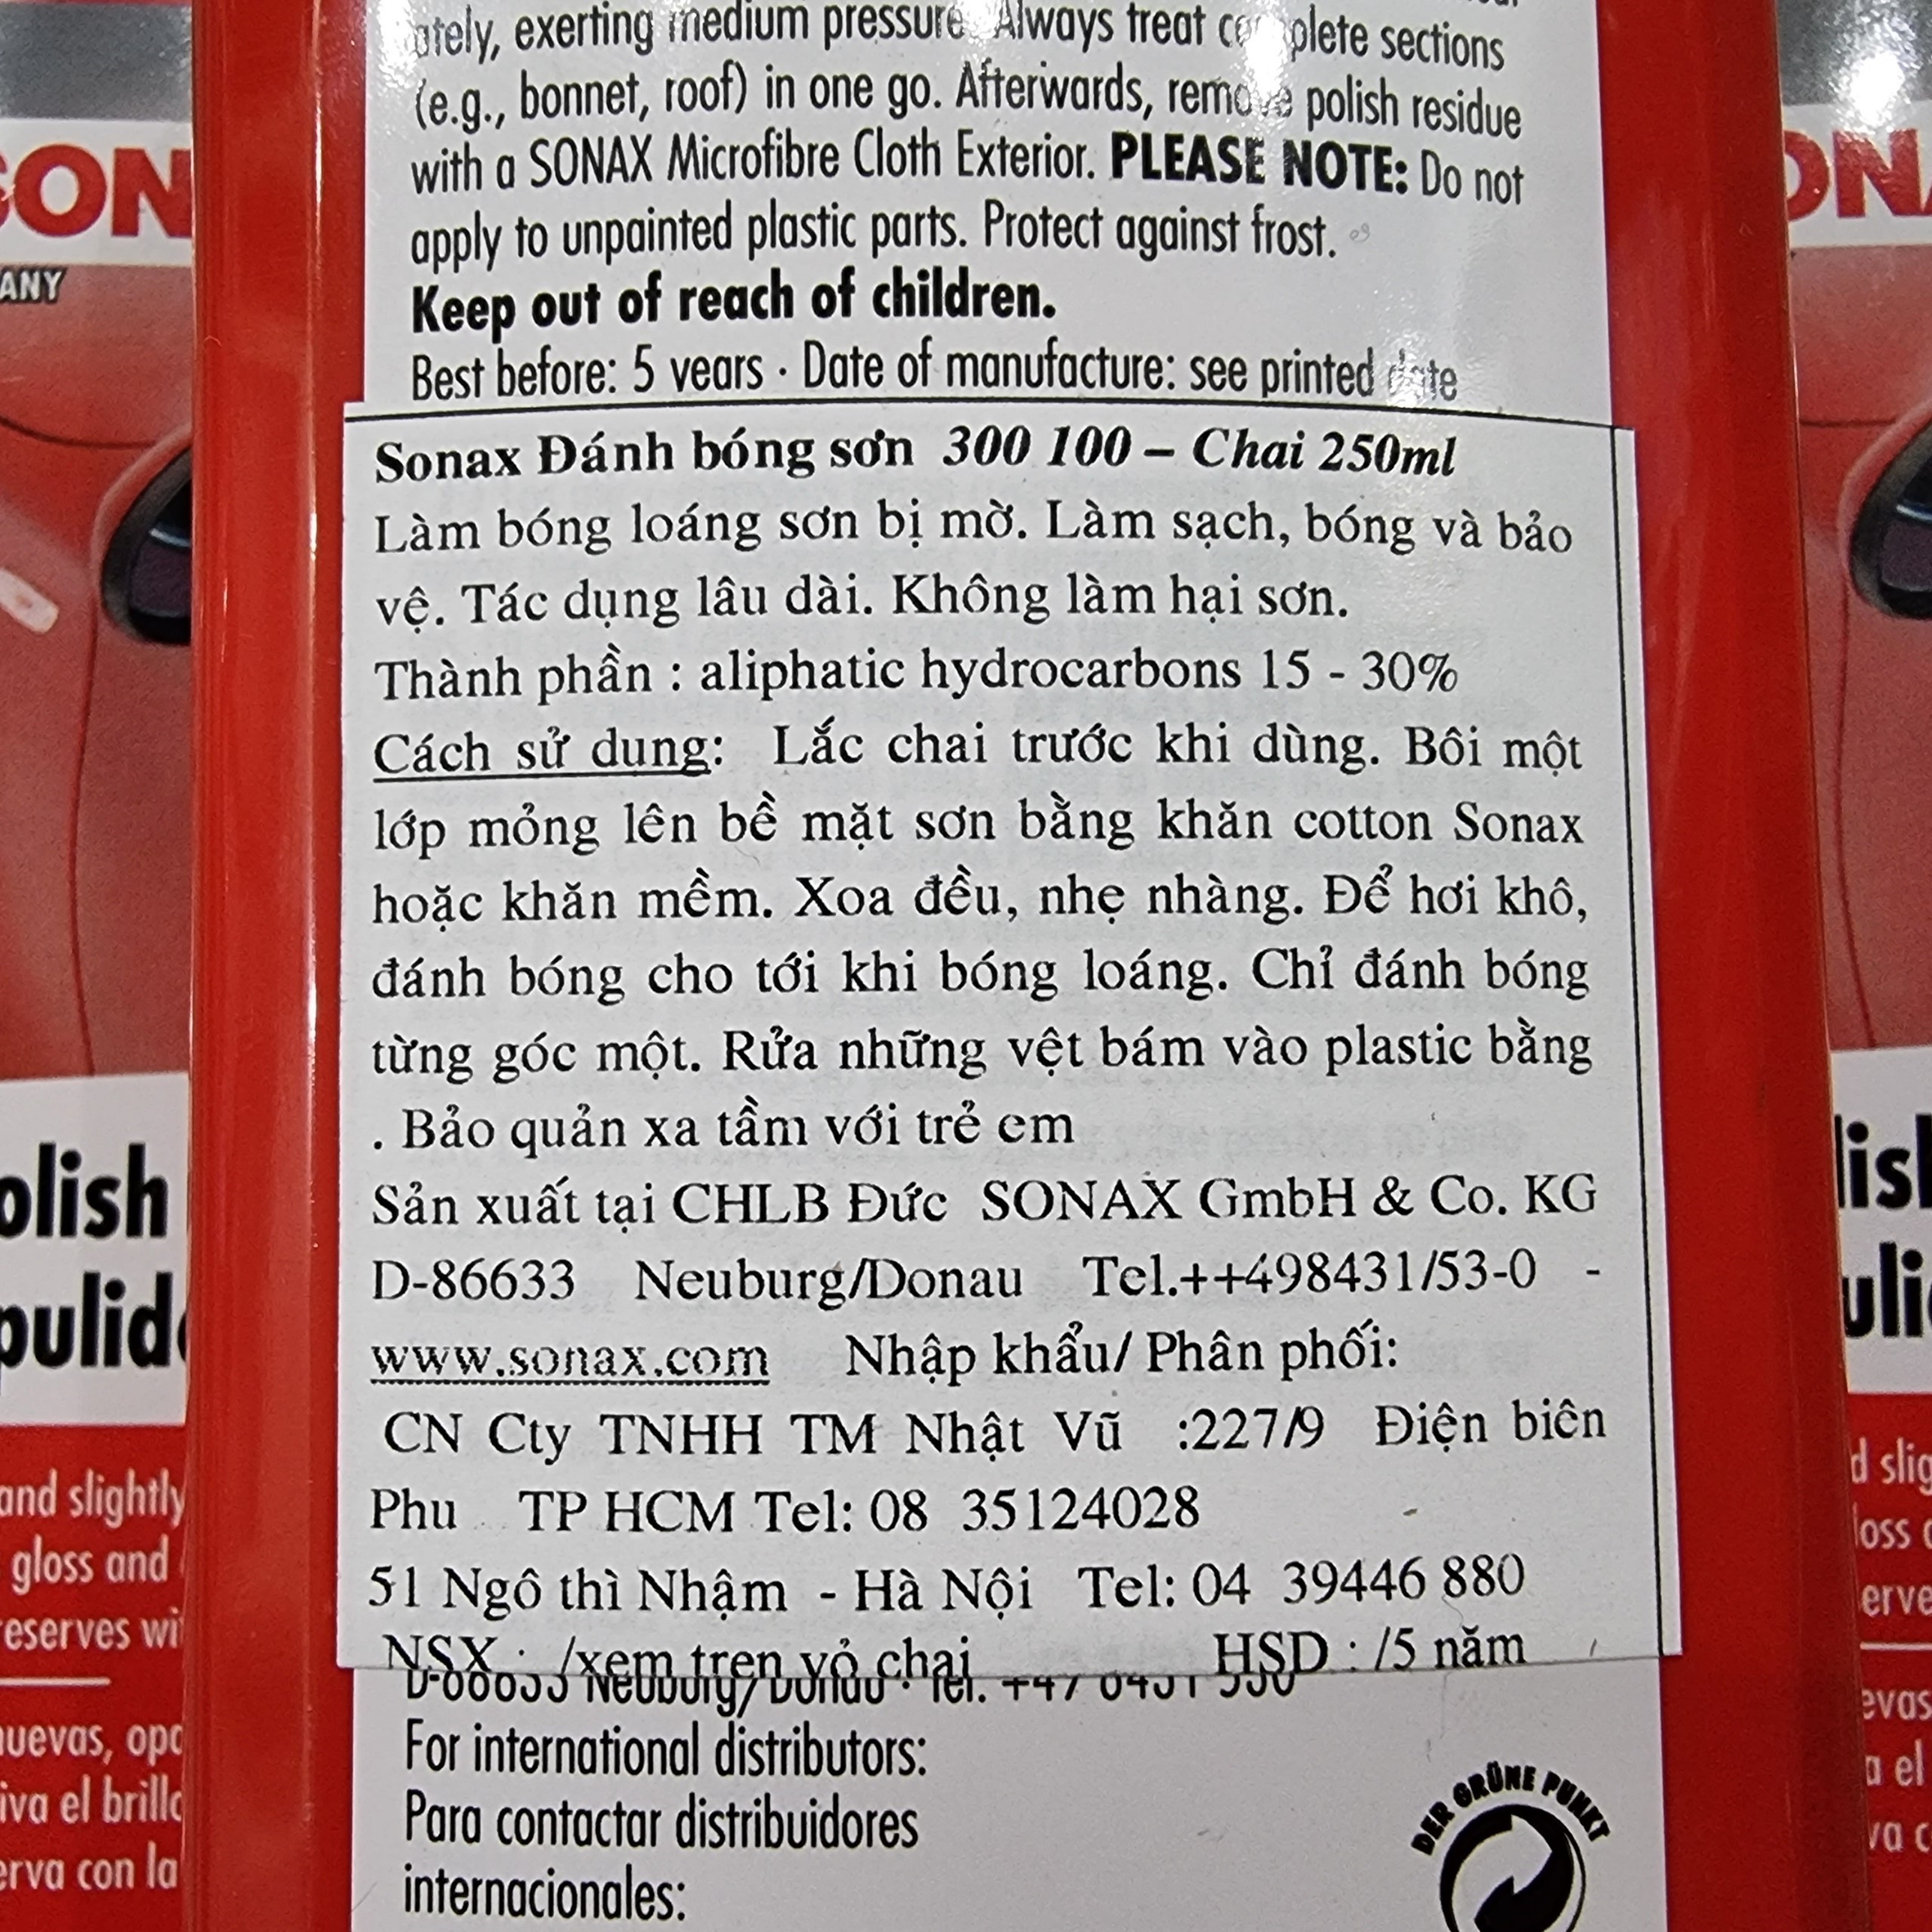 ately, exerting medium pressure. Always treat complete sections
(e.g., bonnet, roof) in one go. Afterwards, remove polish residue
with a SONAX Microfibre Cloth Exterior. PLEASE NOTE: Do not
apply to unpainted plastic parts. Protect against frost.
Keep out of reach of children.
Best before: 5 years · Date of manufacture: see printed date
Sonax Đánh bóng sơn 300 100 – Chai 250ml
Làm bóng loáng sơn bị mờ. Làm sạch, bóng và bảo
vệ. Tác dụng lâu dài. Không làm hại sơn.
Thành phần : aliphatic hydrocarbons 15 - 30%
Cách sử dung: Lắc chai trước khi dùng. Bôi một
lớp mỏng lên bề mặt sơn bằng khăn cotton Sonax
hoặc khăn mềm. Xoa đều, nhẹ nhàng. Để hơi khô,
đánh bóng cho tới khi bóng loáng. Chỉ đánh bóng
từng góc một. Rửa những vệt bám vào plastic bằng
. Bảo quản xa tầm với trẻ em
Sản xuất tại CHLB Đức SONAX GmbH & Co. KG
D-86633 Neuburg/Donau Tel.++498431/53-0 -
www.sonax.com Nhập khẩu/ Phân phối:
CN Cty TNHH TM Nhật Vũ :227/9 Điện biên
Phu TP HCM Tel: 08 35124028
51 Ngô thì Nhậm - Hà Nội Tel: 04 39446 880
NSX : /xem tren vỏ chai HSD : /5 năm
For international distributors:
Para contactar distribuidores
internacionales:
DER GRÜNE PUNKT
SON
ANY
olish
pulid
and slightly
gloss and
eserves wi
uevas, opa
iva el brillo
erva con la
ONA
lish
uli
d slig
loss
erve
evas
a el
va c